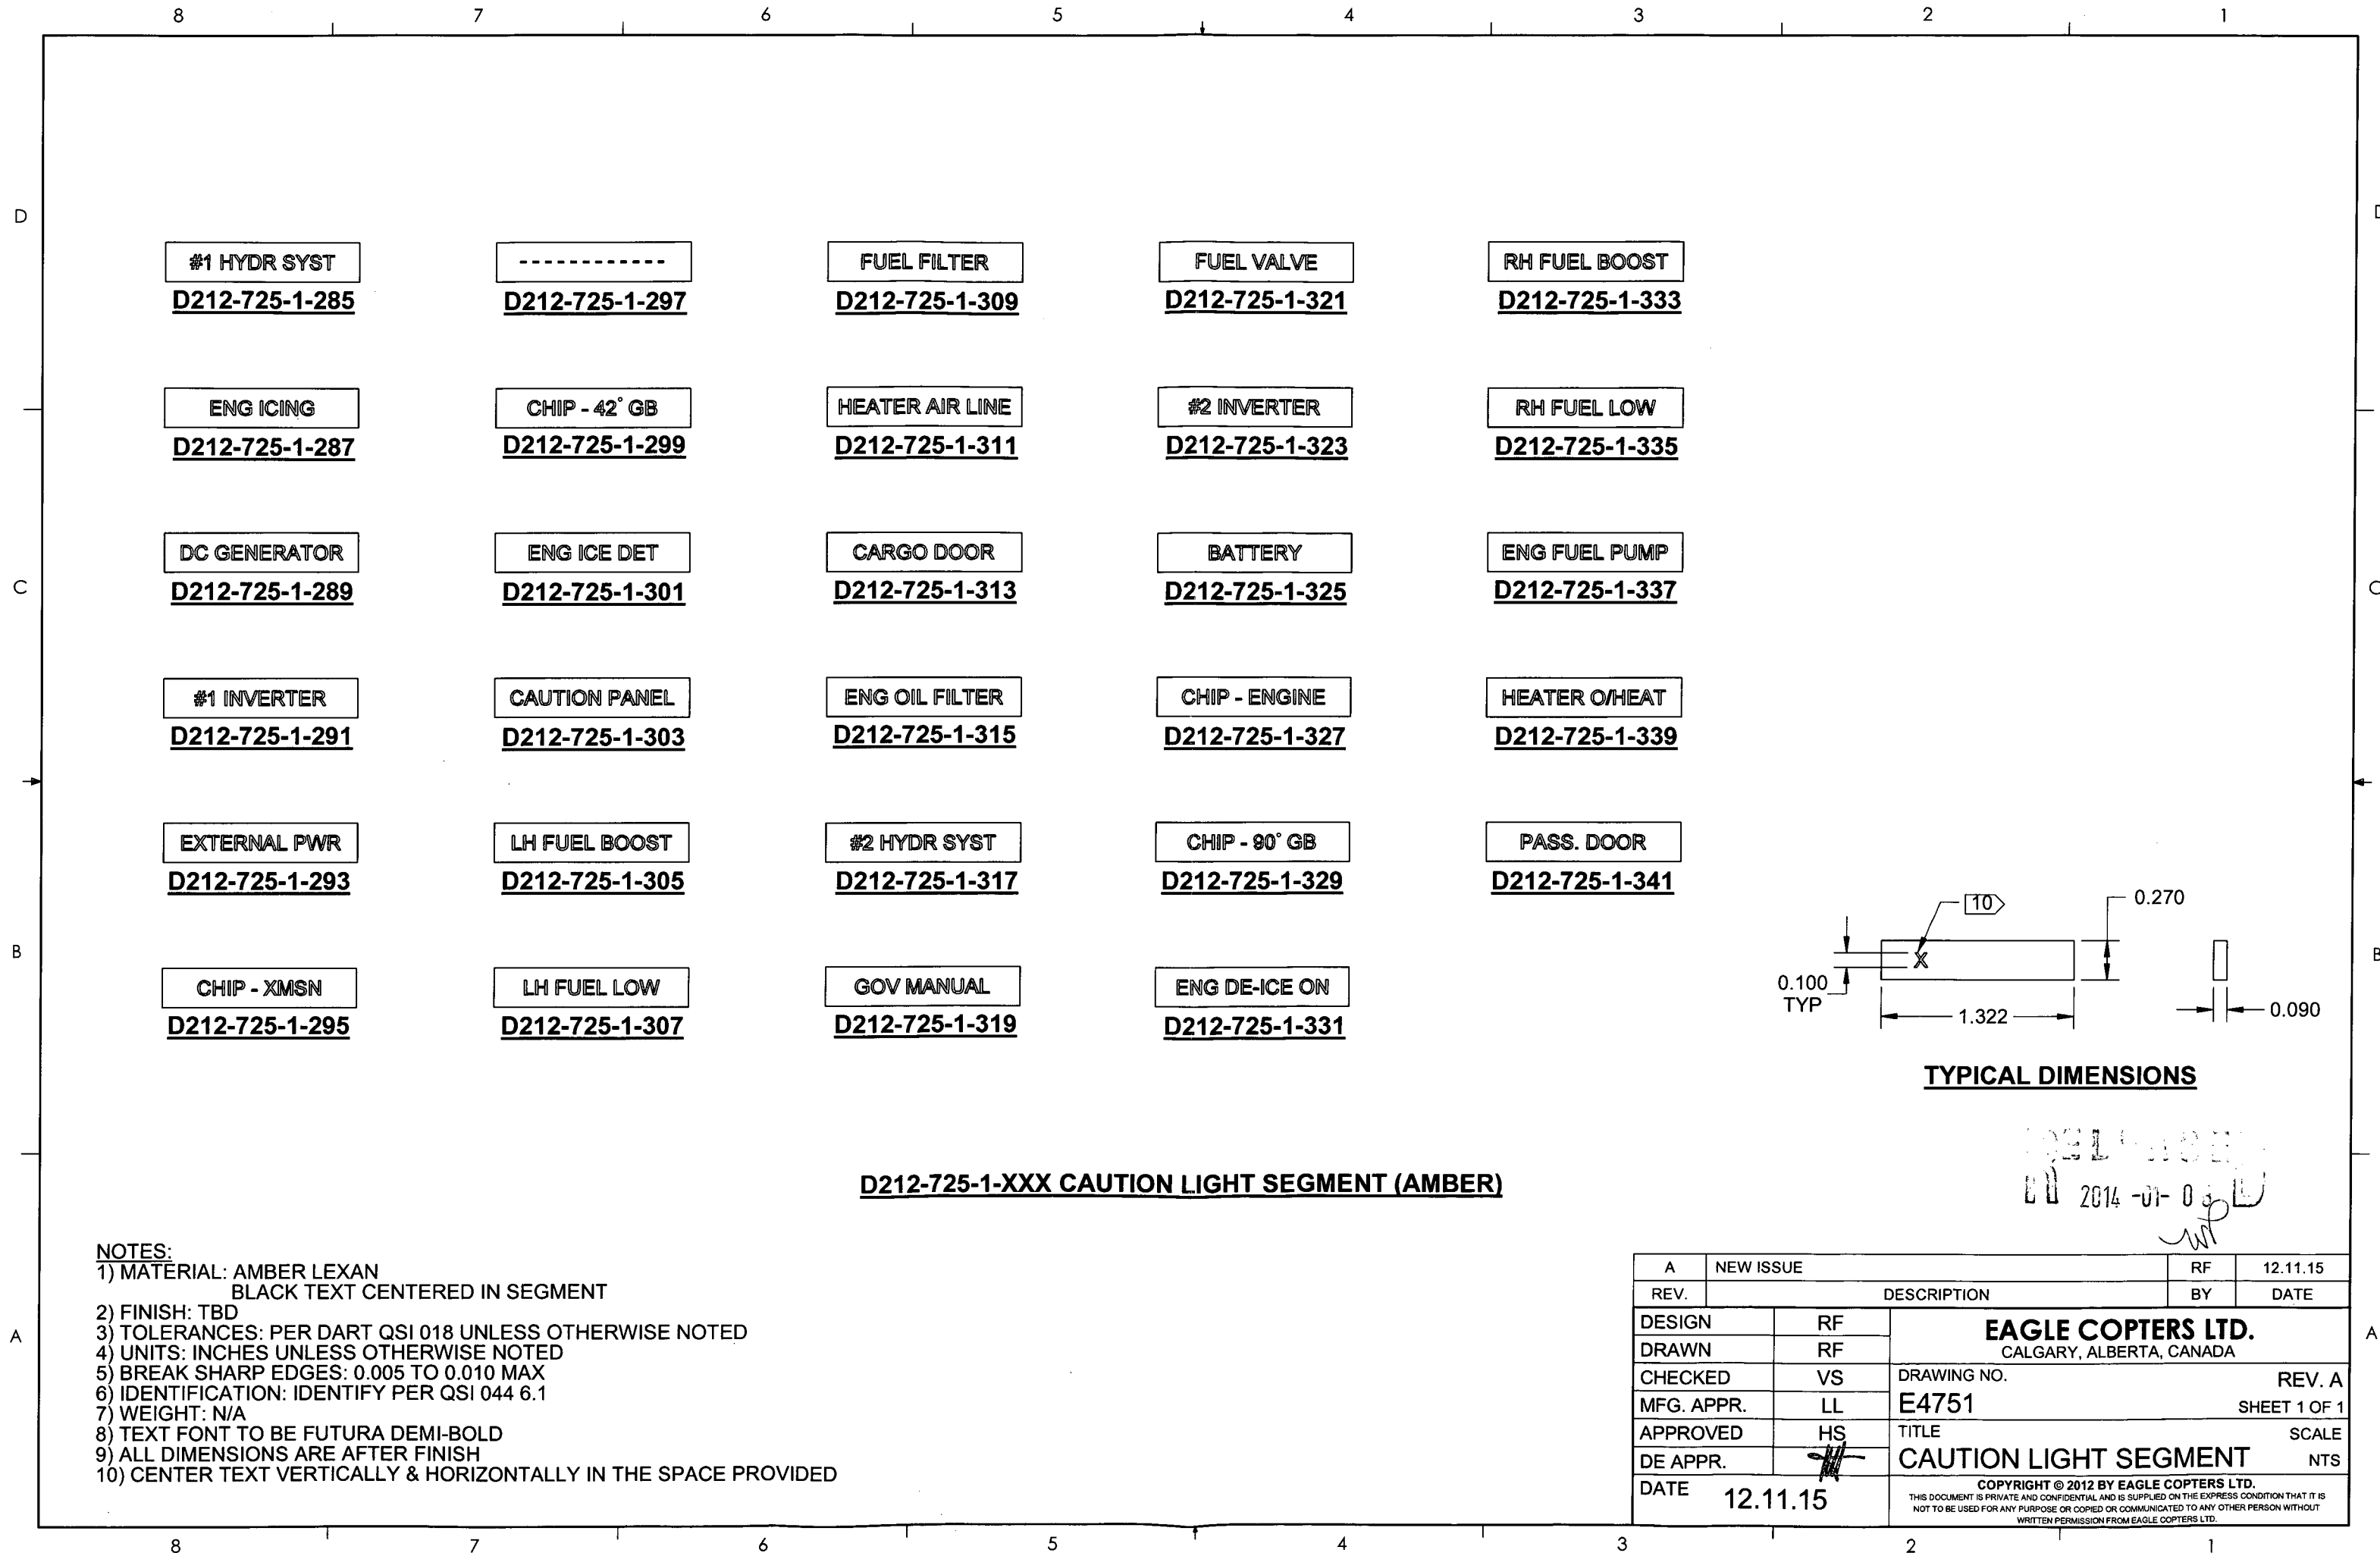 8 7 6 5 4 3 2 1
D
#1 HYDR SYST
D212-725-1-285
------------
D212-725-1-297
FUEL FILTER
D212-725-1-309
FUEL VALVE
D212-725-1-321
RH FUEL BOOST
D212-725-1-333
ENG ICING
D212-725-1-287
CHIP - 42° GB
D212-725-1-299
HEATER AIR LINE
D212-725-1-311
#2 INVERTER
D212-725-1-323
RH FUEL LOW
D212-725-1-335
C
DC GENERATOR
D212-725-1-289
ENG ICE DET
D212-725-1-301
CARGO DOOR
D212-725-1-313
BATTERY
D212-725-1-325
ENG FUEL PUMP
D212-725-1-337
#1 INVERTER
D212-725-1-291
CAUTION PANEL
D212-725-1-303
ENG OIL FILTER
D212-725-1-315
CHIP - ENGINE
D212-725-1-327
HEATER O/HEAT
D212-725-1-339
EXTERNAL PWR
D212-725-1-293
LH FUEL BOOST
D212-725-1-305
#2 HYDR SYST
D212-725-1-317
CHIP - 90° GB
D212-725-1-329
PASS. DOOR
D212-725-1-341
B
CHIP - XMSN
D212-725-1-295
LH FUEL LOW
D212-725-1-307
GOV MANUAL
D212-725-1-319
ENG DE-ICE ON
D212-725-1-331
10
0.270
X
0.100
TYP
1.322
0.090
TYPICAL DIMENSIONS
D212-725-1-XXX CAUTION LIGHT SEGMENT (AMBER)
2014 -01-
NOTES:
1) MATERIAL: AMBER LEXAN
BLACK TEXT CENTERED IN SEGMENT
2) FINISH: TBD
3) TOLERANCES: PER DART QSI 018 UNLESS OTHERWISE NOTED
4) UNITS: INCHES UNLESS OTHERWISE NOTED
5) BREAK SHARP EDGES: 0.005 TO 0.010 MAX
6) IDENTIFICATION: IDENTIFY PER QSI 044 6.1
7) WEIGHT: N/A
8) TEXT FONT TO BE FUTURA DEMI-BOLD
9) ALL DIMENSIONS ARE AFTER FINISH
10) CENTER TEXT VERTICALLY & HORIZONTALLY IN THE SPACE PROVIDED
A
A NEW ISSUE RF 12.11.15
REV. DESCRIPTION BY DATE
DESIGN RF
DRAWN RF
CHECKED VS
MFG. APPR. LL
APPROVED HS
DE APPR.
DATE 12.11.15
EAGLE COPTERS LTD.
CALGARY, ALBERTA, CANADA
DRAWING NO. REV. A
E4751 SHEET 1 OF 1
TITLE SCALE
CAUTION LIGHT SEGMENT NTS
COPYRIGHT © 2012 BY EAGLE COPTERS LTD.
THIS DOCUMENT IS PRIVATE AND CONFIDENTIAL AND IS SUPPLIED ON THE EXPRESS CONDITION THAT IT IS
NOT TO BE USED FOR ANY PURPOSE OR COPIED OR COMMUNICATED TO ANY OTHER PERSON WITHOUT
WRITTEN PERMISSION FROM EAGLE COPTERS LTD.
A
8 7 6 5 4 3 2 1